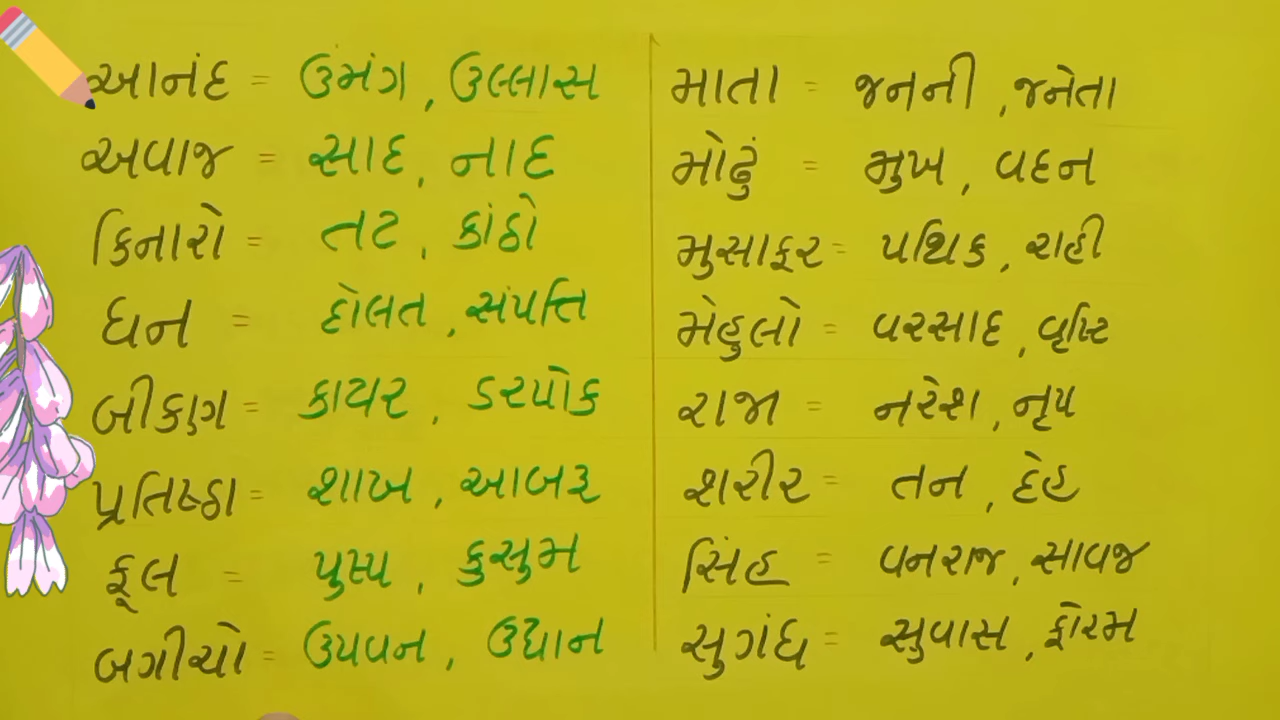 આનંદ = ઉમંગ , ઉલ્લાસ
અવાજ = સાદ, નાદ
કિનારો = તટ , કાંઠો
ધન = દોલત , સંપત્તિ
બીકણ = કાયર , ડરપોક
પ્રતિષ્ઠા = શાખ , આબરૂ
ફૂલ = પુષ્પ , કુસુમ
બગીચો = ઉપવન , ઉદ્યાન
માતા = જનની , જનેતા
મોઢું = મુખ , વદન
મુસાફર = પથિક , રાહી
મેહુલો = વરસાદ , વૃષ્ટિ
રાજા = નરેશ , નૃપ
શરીર = તન , દેહ
સિંહ = વનરાજ , સાવજ
સુગંધ = સુવાસ , ફોરમ